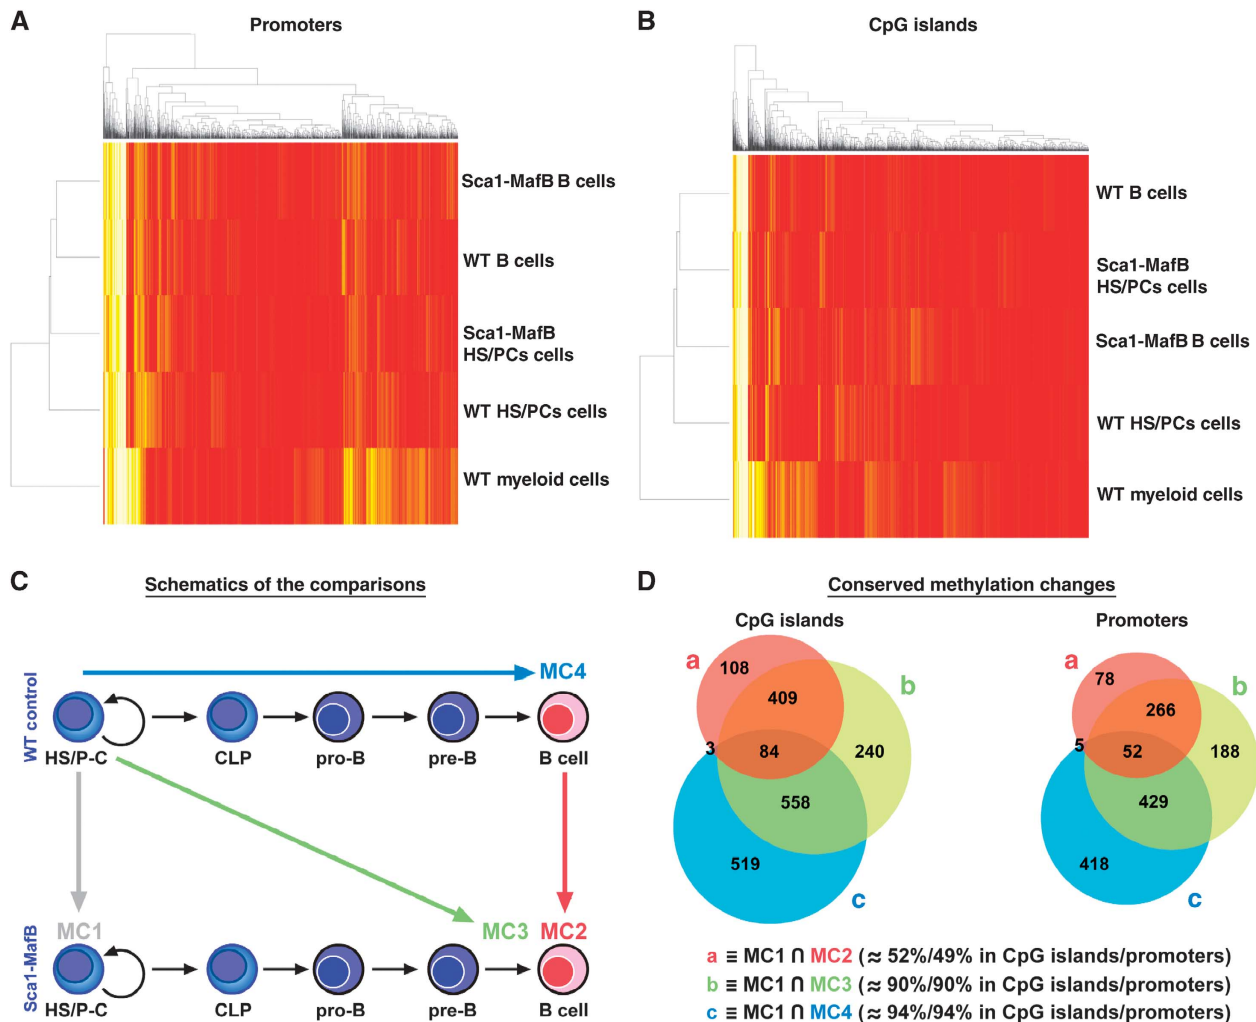 A
Promoters
Sca1-MafB B cells
WT B cells
Sca1-MafB
HS/PCs cells
WT HS/PCs cells
WT myeloid cells
B
CpG islands
WT B cells
Sca1-MafB
HS/PCs cells
Sca1-MafB B cells
WT HS/PCs cells
WT myeloid cells
C
Schematics of the comparisons
WT control
MC4
HS/P-C
CLP
pro-B
pre-B
B cell
Sca1-MafB
MC1
MC3
MC2
HS/P-C
CLP
pro-B
pre-B
B cell
D
Conserved methylation changes
CpG islands
a
108
409
b
3
84
240
558
519
c
Promoters
a
78
266
b
5
52
188
429
418
c
a ≡ MC1 ∩ MC2 (≈ 52%/49% in CpG islands/promoters)
b ≡ MC1 ∩ MC3 (≈ 90%/90% in CpG islands/promoters)
c ≡ MC1 ∩ MC4 (≈ 94%/94% in CpG islands/promoters)